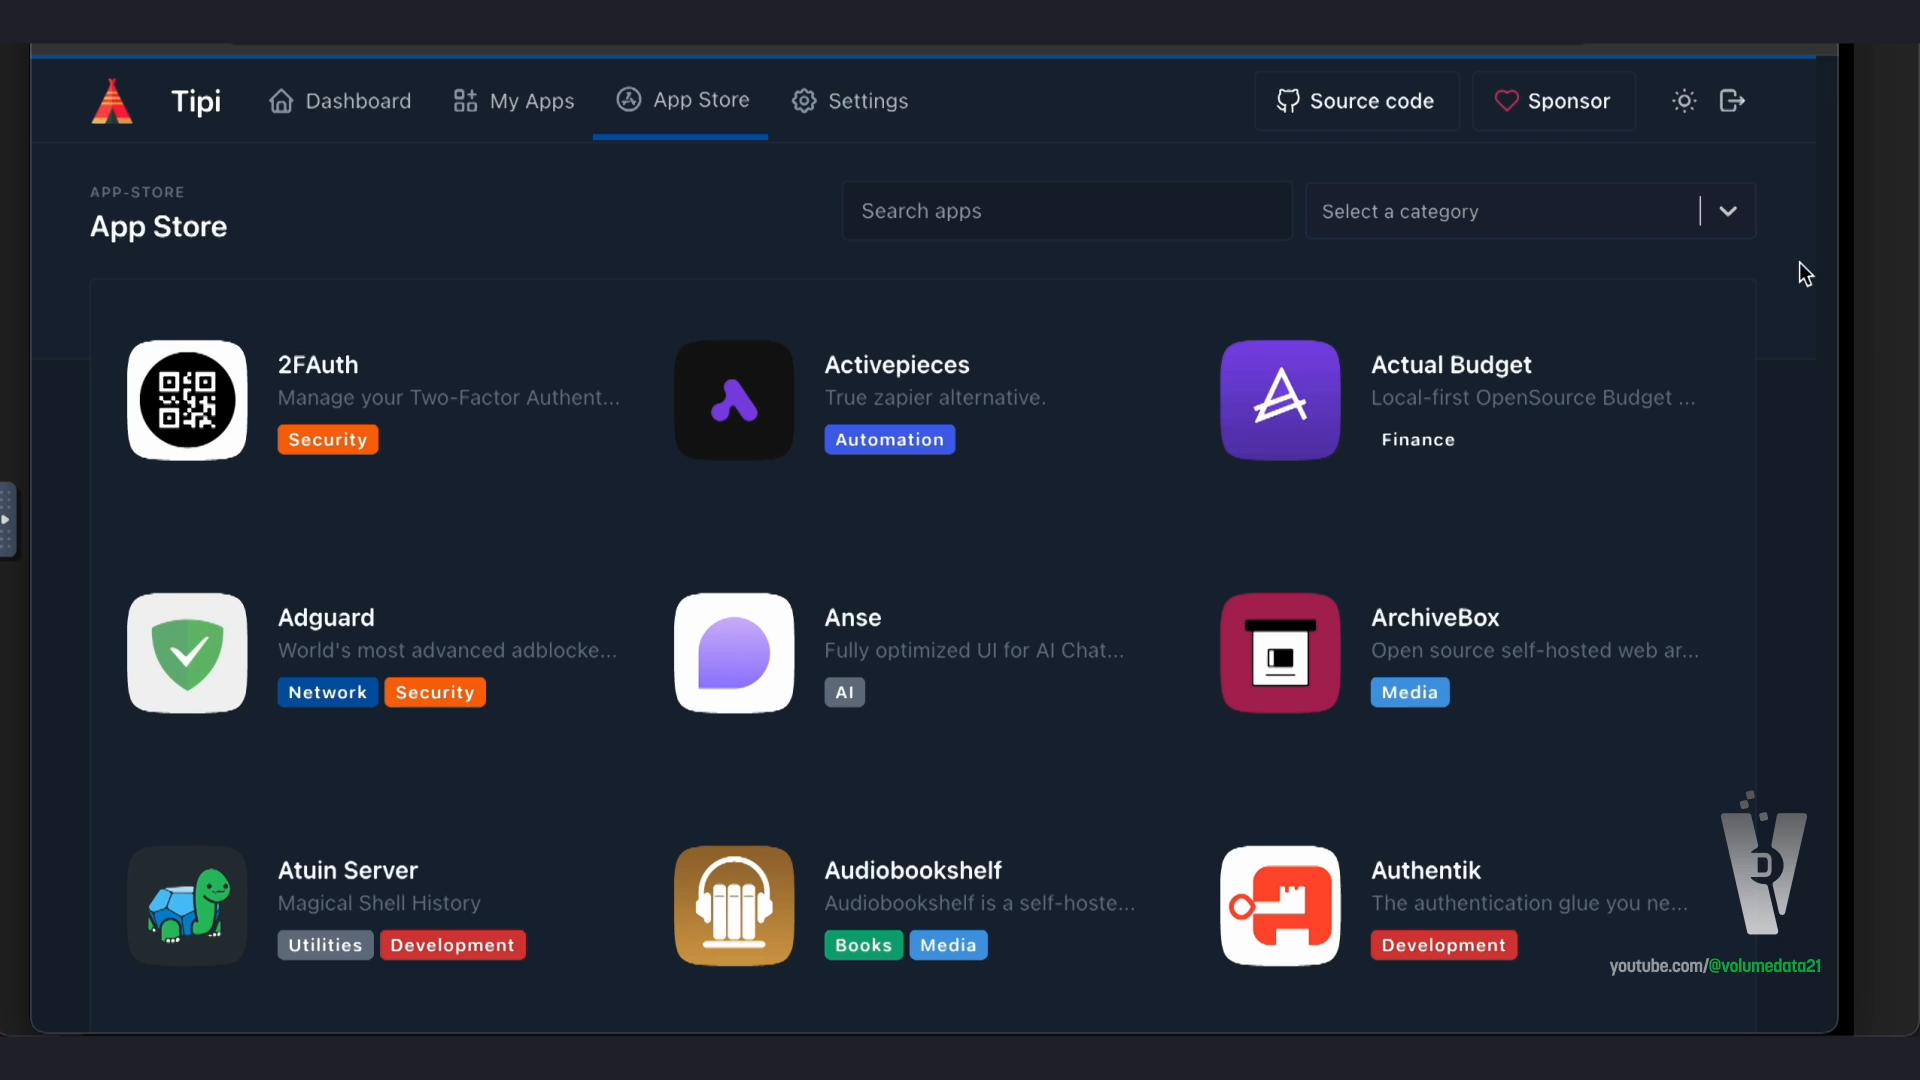 Tipi
Dashboard
My Apps
App Store
Settings
Source code
Sponsor
APP-STORE
App Store
Search apps
Select a category
2FAuth
Manage your Two-Factor Authent...
Security
Activepieces
True zapier alternative.
Automation
Actual Budget
Local-first OpenSource Budget ...
Finance
Adguard
World's most advanced adblocke...
Network Security
Anse
Fully optimized UI for AI Chat...
AI
ArchiveBox
Open source self-hosted web ar...
Media
Atuin Server
Magical Shell History
Utilities Development
Audiobookshelf
Audiobookshelf is a self-hoste...
Books Media
Authentik
The authentication glue you ne...
Development
VD
youtube.com/@volumedata21